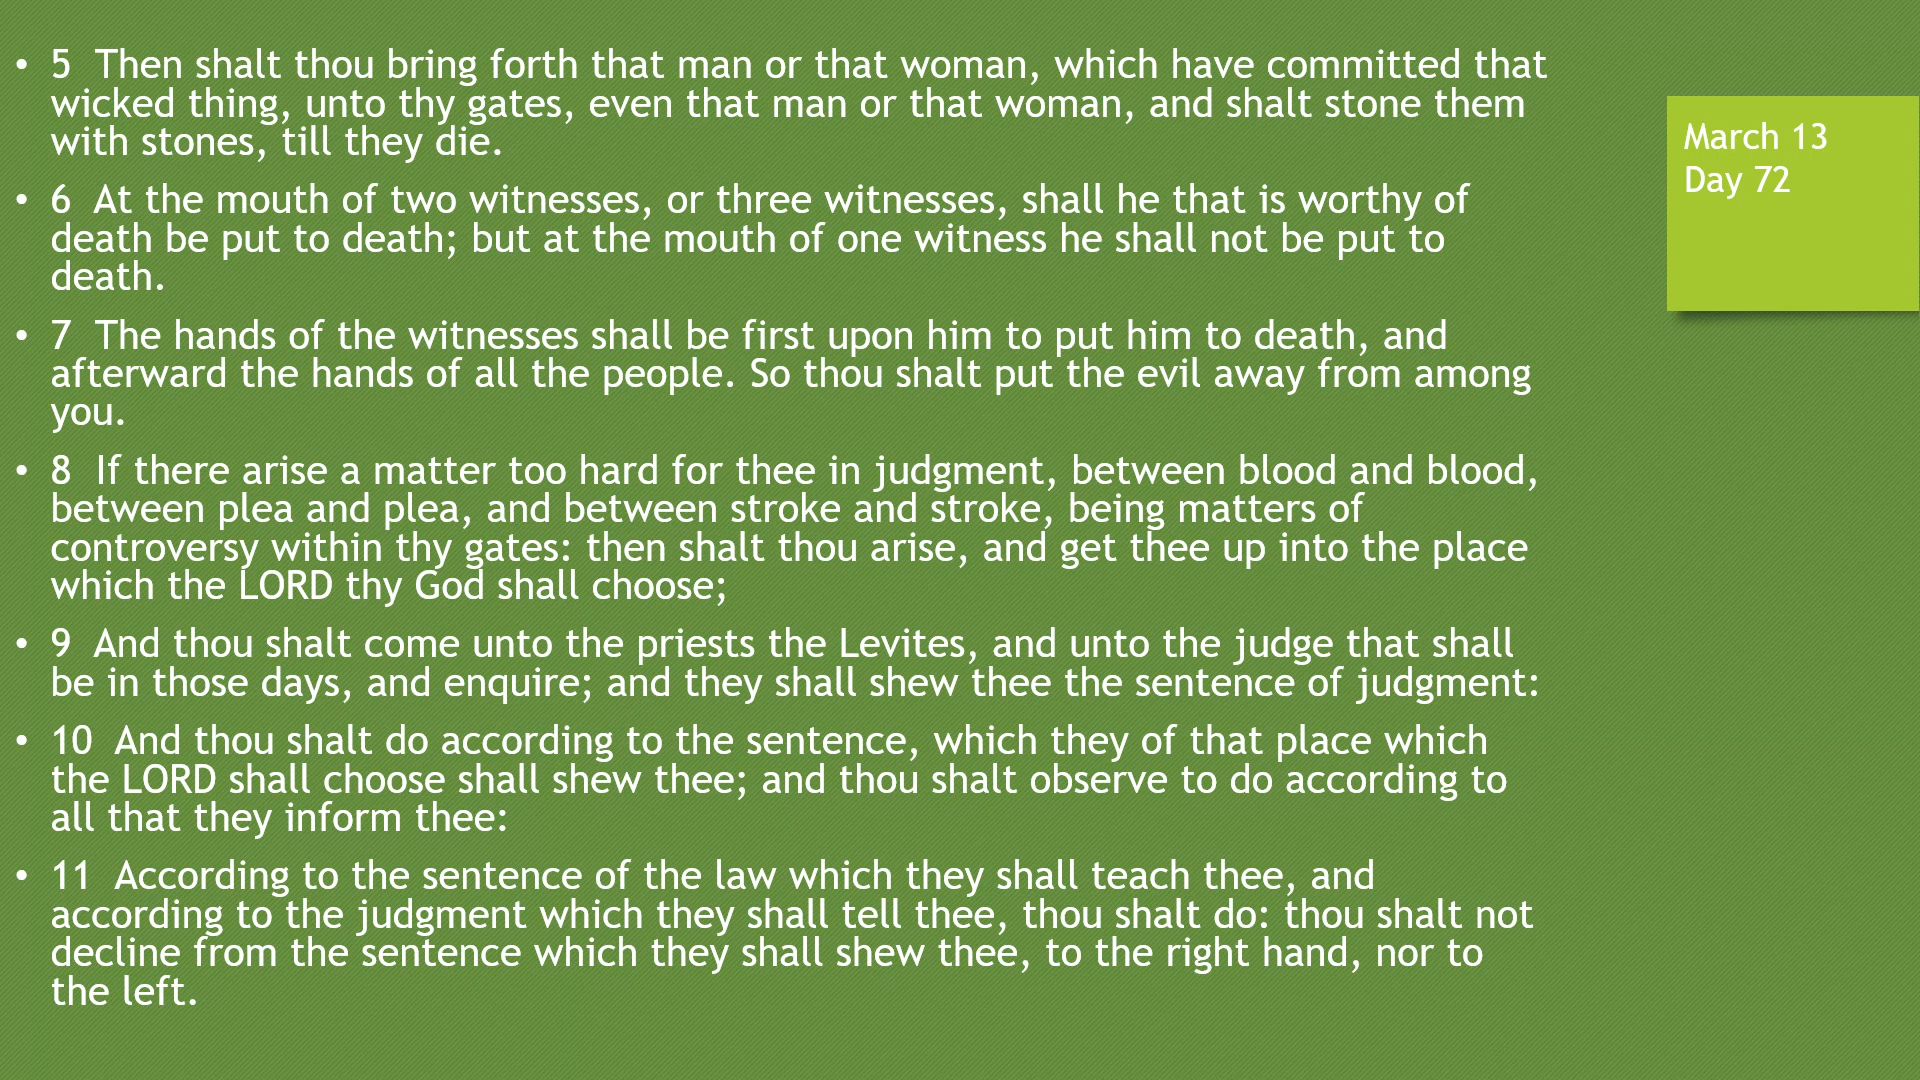 • 5  Then shalt thou bring forth that man or that woman, which have committed that
wicked thing, unto thy gates, even that man or that woman, and shalt stone them
with stones, till they die.
• 6  At the mouth of two witnesses, or three witnesses, shall he that is worthy of
death be put to death; but at the mouth of one witness he shall not be put to
death.
• 7  The hands of the witnesses shall be first upon him to put him to death, and
afterward the hands of all the people. So thou shalt put the evil away from among
you.
• 8  If there arise a matter too hard for thee in judgment, between blood and blood,
between plea and plea, and between stroke and stroke, being matters of
controversy within thy gates: then shalt thou arise, and get thee up into the place
which the LORD thy God shall choose;
• 9  And thou shalt come unto the priests the Levites, and unto the judge that shall
be in those days, and enquire; and they shall shew thee the sentence of judgment:
• 10  And thou shalt do according to the sentence, which they of that place which
the LORD shall choose shall shew thee; and thou shalt observe to do according to
all that they inform thee:
• 11  According to the sentence of the law which they shall teach thee, and
according to the judgment which they shall tell thee, thou shalt do: thou shalt not
decline from the sentence which they shall shew thee, to the right hand, nor to
the left.
March 13
Day 72